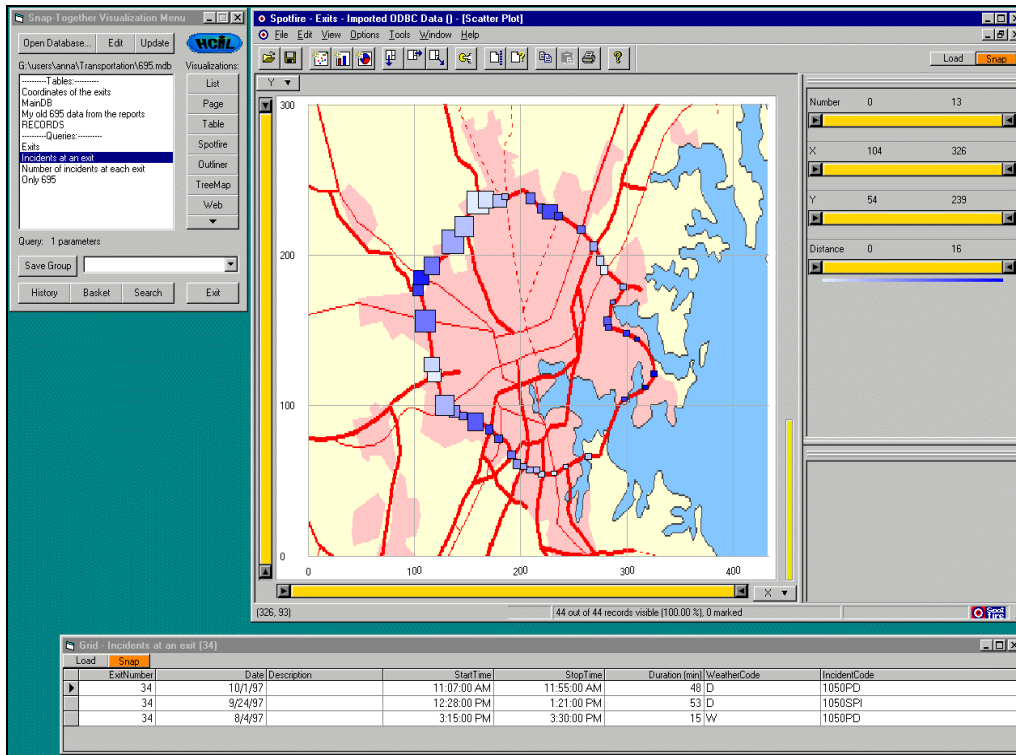 Snap-Together Visualization Menu
Open Database... Edit Update HCIL
G:\users\anna\Transportation\695.mdb Visualizations:
----------Tables:----------
Coordinates of the exits
MainDB
My old 695 data from the reports
RECORDS
----------Queries:----------
Exits
Incidents at an exit
Number of incidents at each exit
Only 695
List
Page
Table
Spotfire
Outliner
TreeMap
Web
Query: 1 parameters
Save Group
History Basket Search Exit
Spotfire - Exits - Imported ODBC Data () - [Scatter Plot]
File Edit View Options Tools Window Help
Load Snap
Y
300
200
100
0
0 100 200 300 400
X
Number 0 13
X 104 326
Y 54 239
Distance 0 16
(326, 93) 44 out of 44 records visible (100.00 %), 0 marked Spotfire
Grid - Incidents at an exit (34)
Load Snap
ExitNumber Date Description StartTime StopTime Duration (min) WeatherCode IncidentCode
34 10/1/97 11:07:00 AM 11:55:00 AM 48 D 1050PD
34 9/24/97 12:28:00 PM 1:21:00 PM 53 D 1050SPI
34 8/4/97 3:15:00 PM 3:30:00 PM 15 W 1050PD